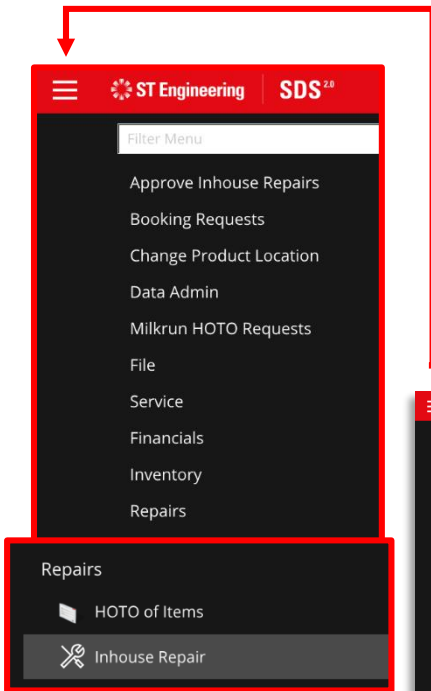 ST Engineering SDS 2.0
Filter Menu
Approve Inhouse Repairs
Booking Requests
Change Product Location
Data Admin
Milkrun HOTO Requests
File
Service
Financials
Inventory
Repairs
Repairs
HOTO of Items
Inhouse Repair